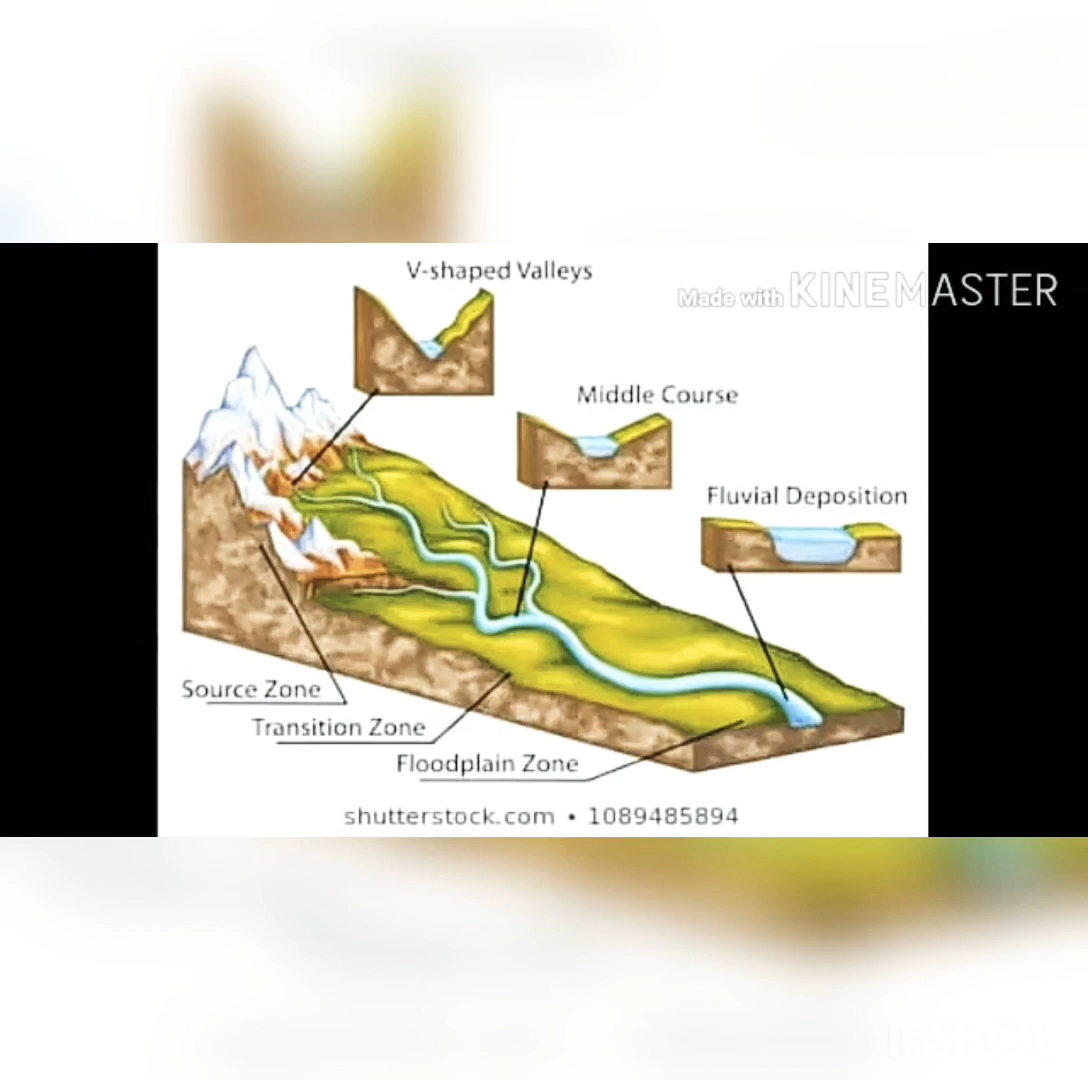 V-shaped Valleys
Made with KINEMASTER
Middle Course
Fluvial Deposition
Source Zone
Transition Zone
Floodplain Zone
shutterstock.com • 1089485894